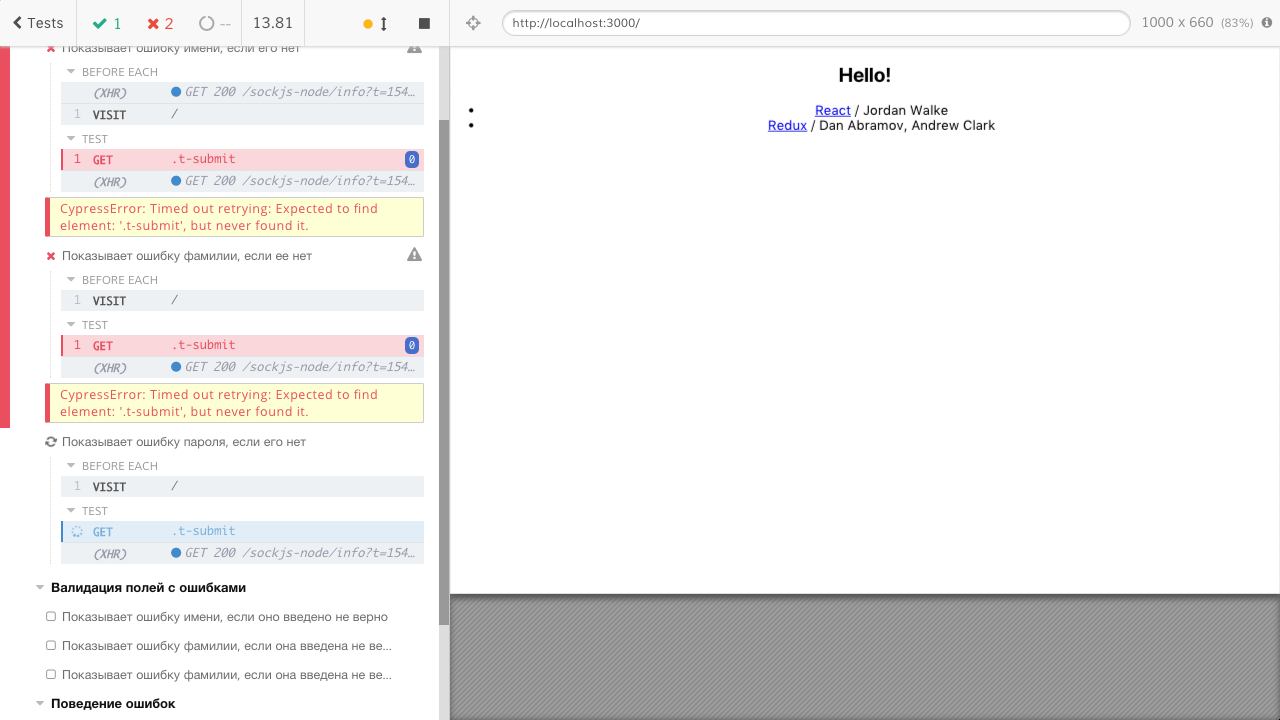 Tests 1 2 -- 13.81
http://localhost:3000/ 1000 x 660 (83%)
Показывает ошибку имени, если его нет
BEFORE EACH
(XHR) GET 200 /sockjs-node/info?t=154…
1 VISIT /
TEST
1 GET .t-submit 0
(XHR) GET 200 /sockjs-node/info?t=154…
CypressError: Timed out retrying: Expected to find
element: '.t-submit', but never found it.
Показывает ошибку фамилии, если ее нет
BEFORE EACH
1 VISIT /
TEST
1 GET .t-submit 0
(XHR) GET 200 /sockjs-node/info?t=154…
CypressError: Timed out retrying: Expected to find
element: '.t-submit', but never found it.
Показывает ошибку пароля, если его нет
BEFORE EACH
1 VISIT /
TEST
GET .t-submit
(XHR) GET 200 /sockjs-node/info?t=154…
Валидация полей с ошибками
Показывает ошибку имени, если оно введено не верно
Показывает ошибку фамилии, если она введена не ве...
Показывает ошибку фамилии, если она введена не ве...
Поведение ошибок
Hello!
React / Jordan Walke
Redux / Dan Abramov, Andrew Clark